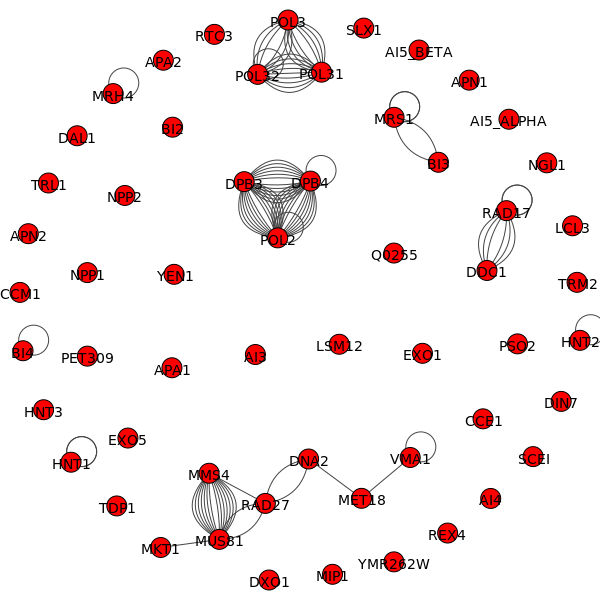 POL3
SLX1
RTC3
AI5_BETA
APA2
POL32
POL31
APN1
MRH4
MRS1
AI5_ALPHA
BI2
DAL1
BI3
NGL1
TRL1
DPB3
DPB4
NPP2
RAD17
LCL3
APN2
POL2
Q0255
NPP1
YEN1
DDC1
TRM2
CCM1
BI4
PET309
AI3
LSM12
EXO1
PSO2
HNT2
APA1
HNT3
DIN7
CCE1
EXO5
HNT1
DNA2
VMA1
SCEI
MMS4
MET18
AI4
TDP1
RAD27
REX4
MKT1
MUS81
YMR262W
DXO1
MIP1